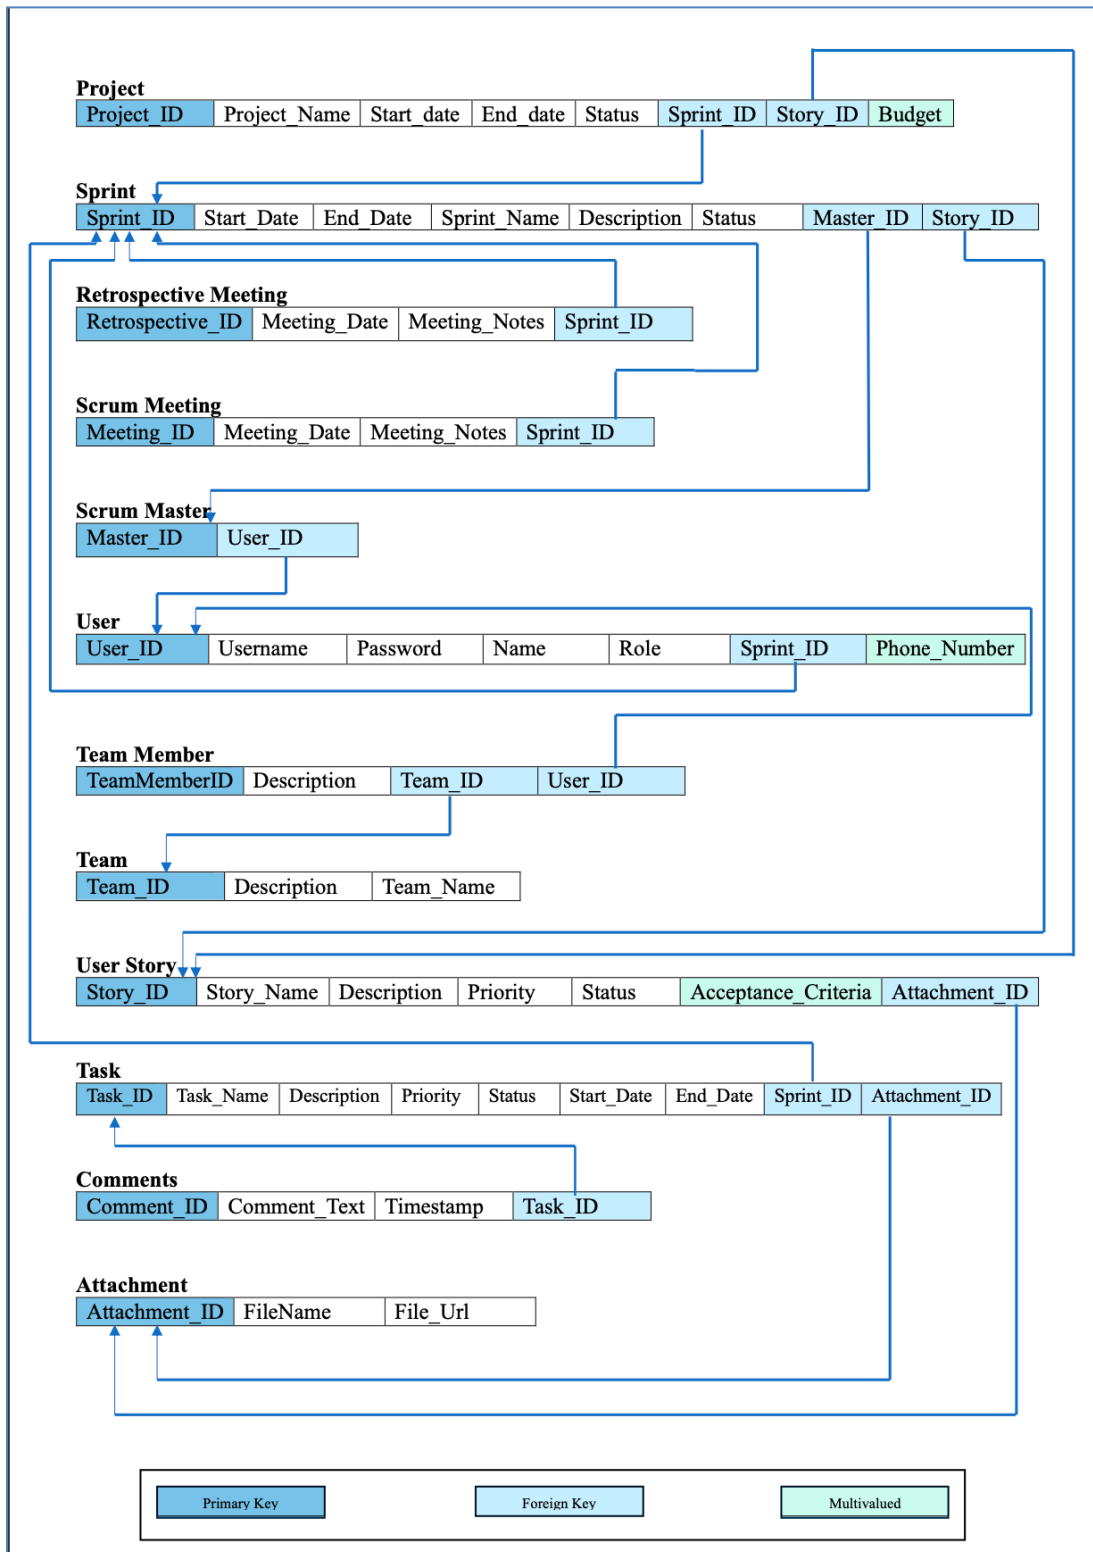 Project
Project_ID Project_Name Start_date End_date Status Sprint_ID Story_ID Budget
Sprint
Sprint_ID Start_Date End_Date Sprint_Name Description Status Master_ID Story_ID
Retrospective Meeting
Retrospective_ID Meeting_Date Meeting_Notes Sprint_ID
Scrum Meeting
Meeting_ID Meeting_Date Meeting_Notes Sprint_ID
Scrum Master
Master_ID User_ID
User
User_ID Username Password Name Role Sprint_ID Phone_Number
Team Member
TeamMemberID Description Team_ID User_ID
Team
Team_ID Description Team_Name
User Story
Story_ID Story_Name Description Priority Status Acceptance_Criteria Attachment_ID
Task
Task_ID Task_Name Description Priority Status Start_Date End_Date Sprint_ID Attachment_ID
Comments
Comment_ID Comment_Text Timestamp Task_ID
Attachment
Attachment_ID FileName File_Url
Primary Key Foreign Key Multivalued